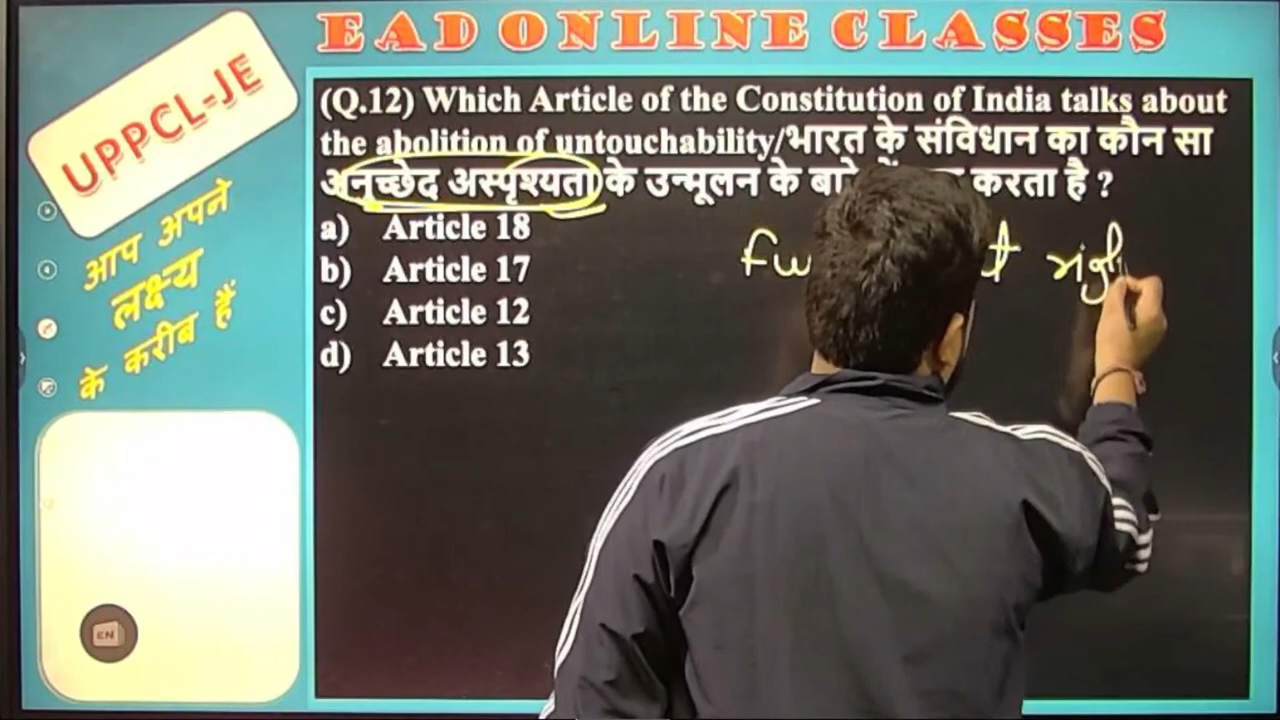 EAD ONLINE CLASSES
UPPCL-JE
(Q.12) Which Article of the Constitution of India talks about
the abolition of untouchability/भारत के संविधान का कौन सा
अनुच्छेद अस्पृश्यता के उन्मूलन के करता है ?
a) Article 18
b) Article 17
c) Article 12
d) Article 13
आप अपने
लक्ष्य
के करीब हैं
EN